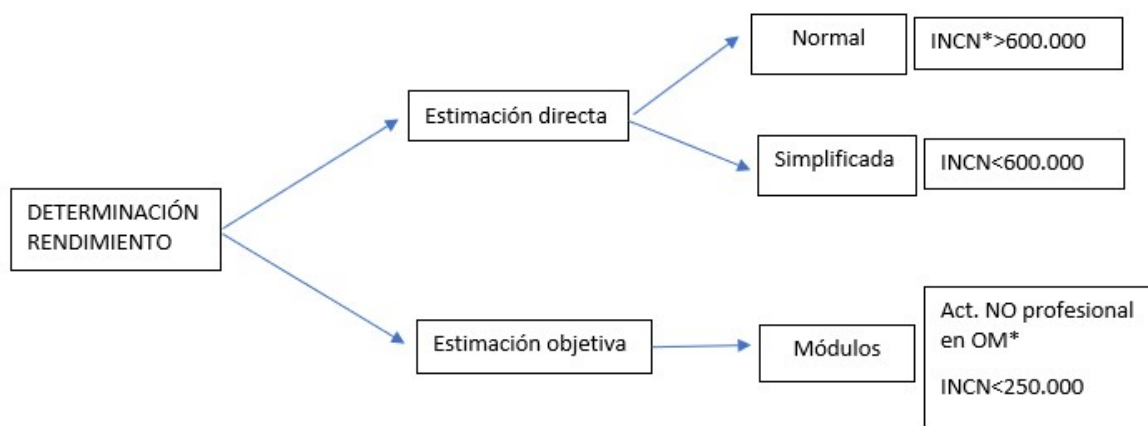 Normal
INCN*>600.000
Estimación directa
Simplificada
INCN<600.000
DETERMINACIÓN
RENDIMIENTO
Estimación objetiva
Módulos
Act. NO profesional
en OM*
INCN<250.000